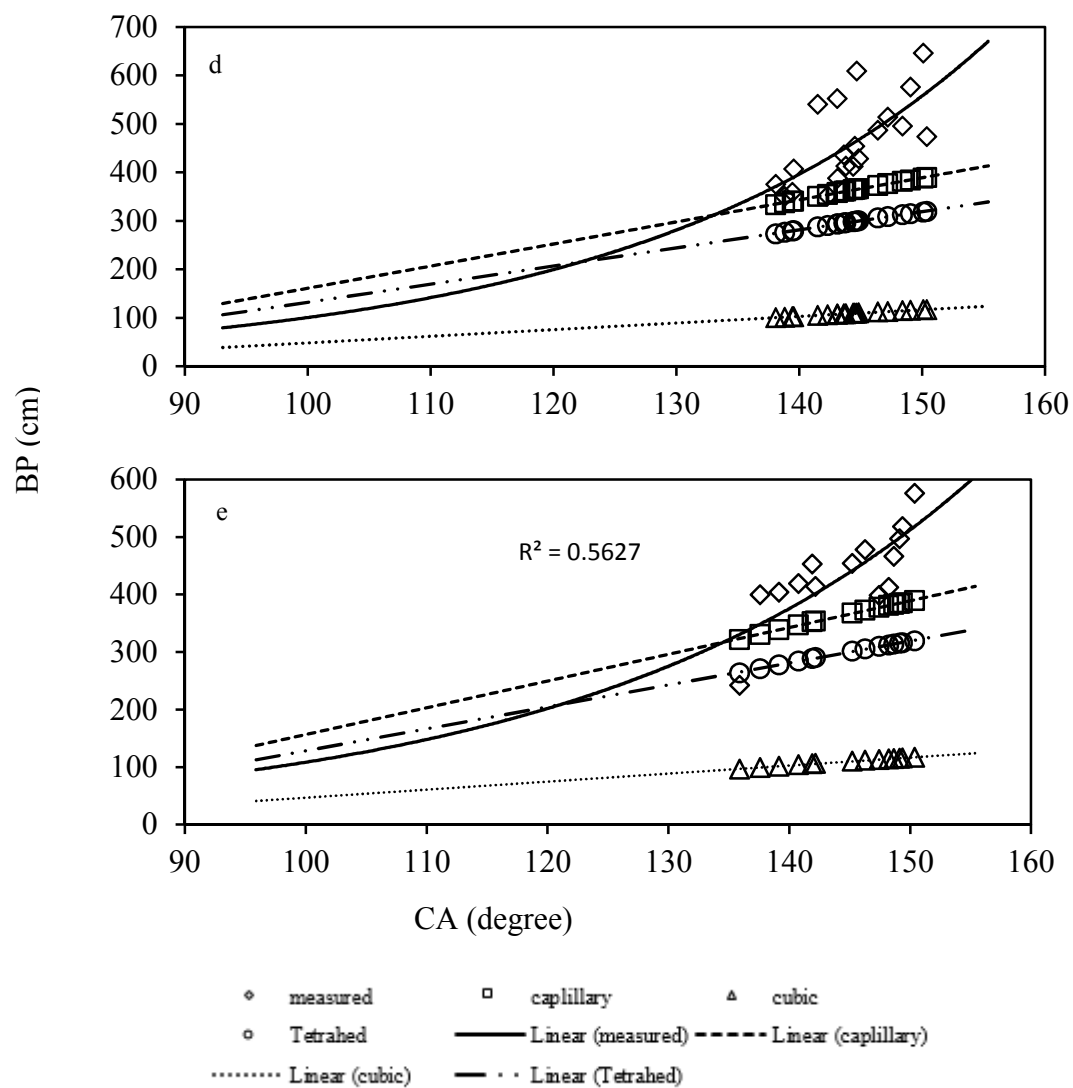 700
d
600
500
400
300
200
100
0
90 100 110 120 130 140 150 160
BP (cm)
600
e
500
R² = 0.5627
400
300
200
100
0
90 100 110 120 130 140 150 160
CA (degree)
measured caplillary cubic
Tetrahed Linear (measured) Linear (caplillary)
Linear (cubic) Linear (Tetrahed)